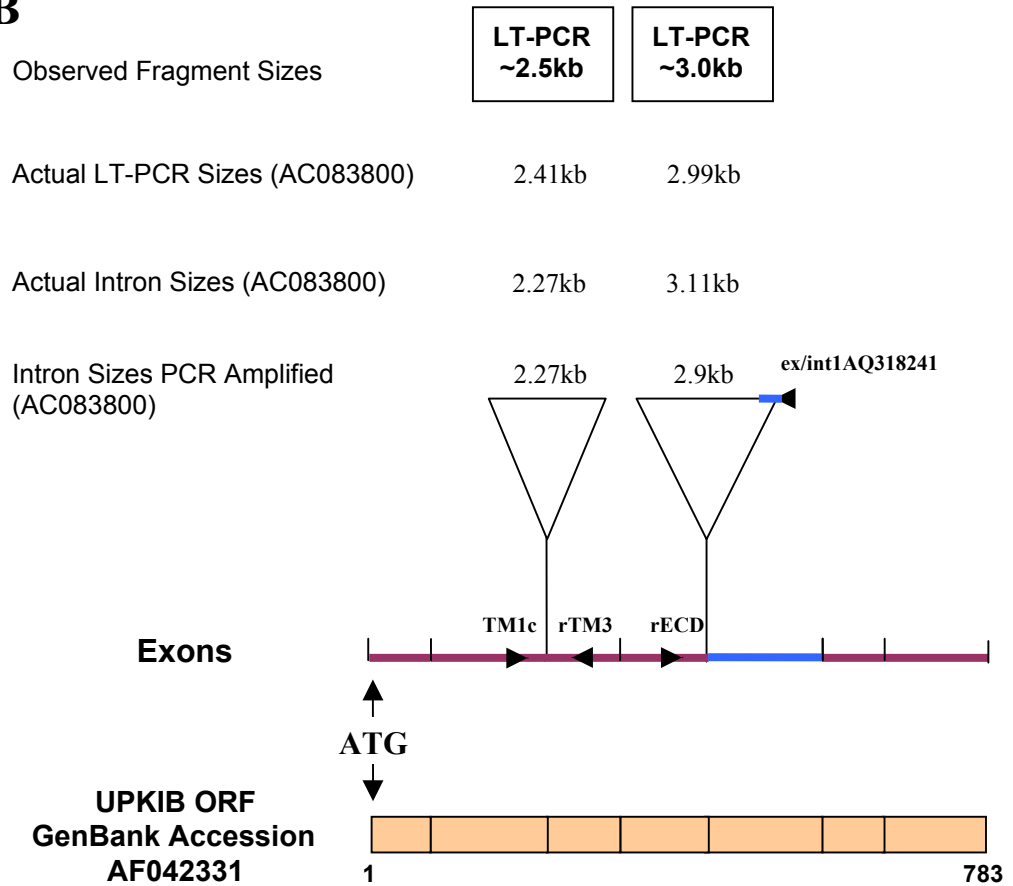 B
LT-PCR
~2.5kb
LT-PCR
~3.0kb
Observed Fragment Sizes
Actual LT-PCR Sizes (AC083800) 2.41kb 2.99kb
Actual Intron Sizes (AC083800) 2.27kb 3.11kb
Intron Sizes PCR Amplified
(AC083800)
2.27kb 2.9kb
ex/int1AQ318241
TM1c rTM3 rECD
Exons
ATG
UPKIB ORF
GenBank Accession
AF042331
1 783